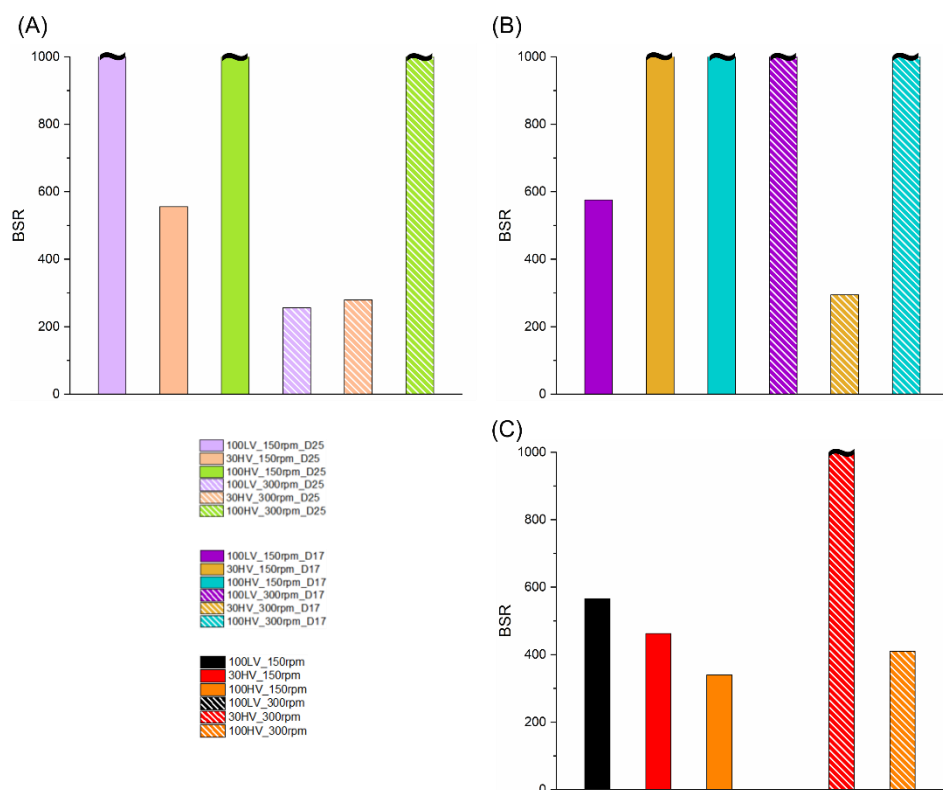 (A)
1000
800
600
400
200
0
BSR
(B)
1000
800
600
400
200
0
BSR
100LV_150rpm_D25
30HV_150rpm_D25
100HV_150rpm_D25
100LV_300rpm_D25
30HV_300rpm_D25
100HV_300rpm_D25
100LV_150rpm_D17
30HV_150rpm_D17
100HV_150rpm_D17
100LV_300rpm_D17
30HV_300rpm_D17
100HV_300rpm_D17
100LV_150rpm
30HV_150rpm
100HV_150rpm
100LV_300rpm
30HV_300rpm
100HV_300rpm
(C)
1000
800
600
400
200
0
BSR